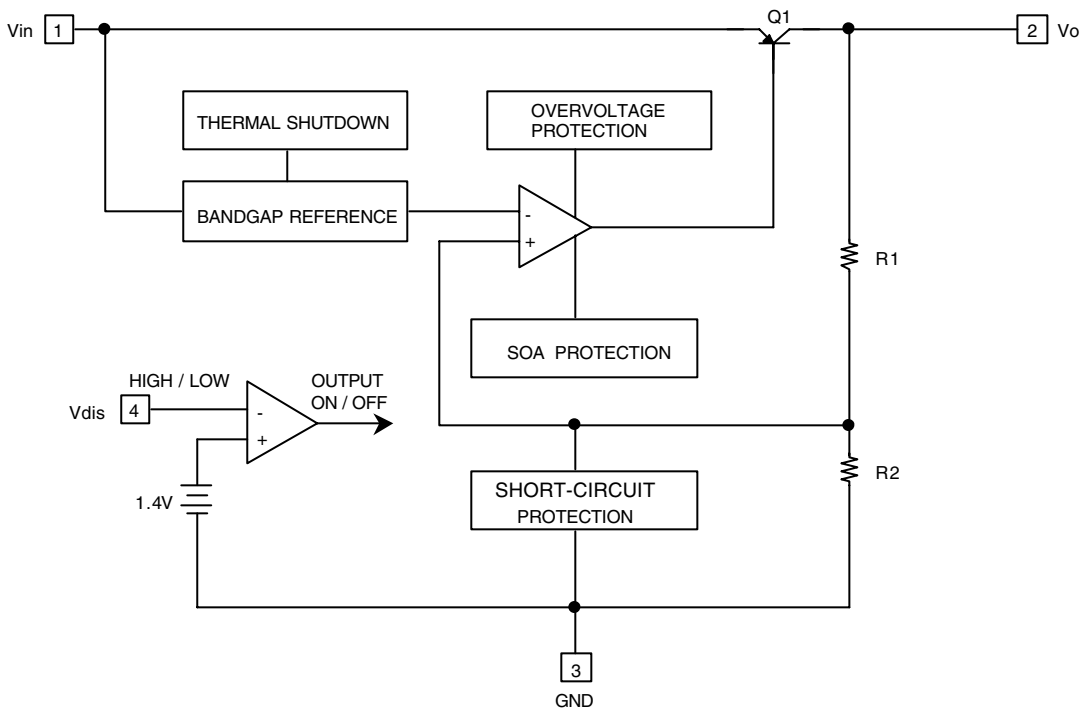 Vin 1
Q1
2 Vo
THERMAL SHUTDOWN
OVERVOLTAGE
PROTECTION
BANDGAP REFERENCE
-
+
R1
SOA PROTECTION
HIGH / LOW
OUTPUT
ON / OFF
Vdis 4
-
+
R2
1.4V
SHORT-CIRCUIT
PROTECTION
3
GND